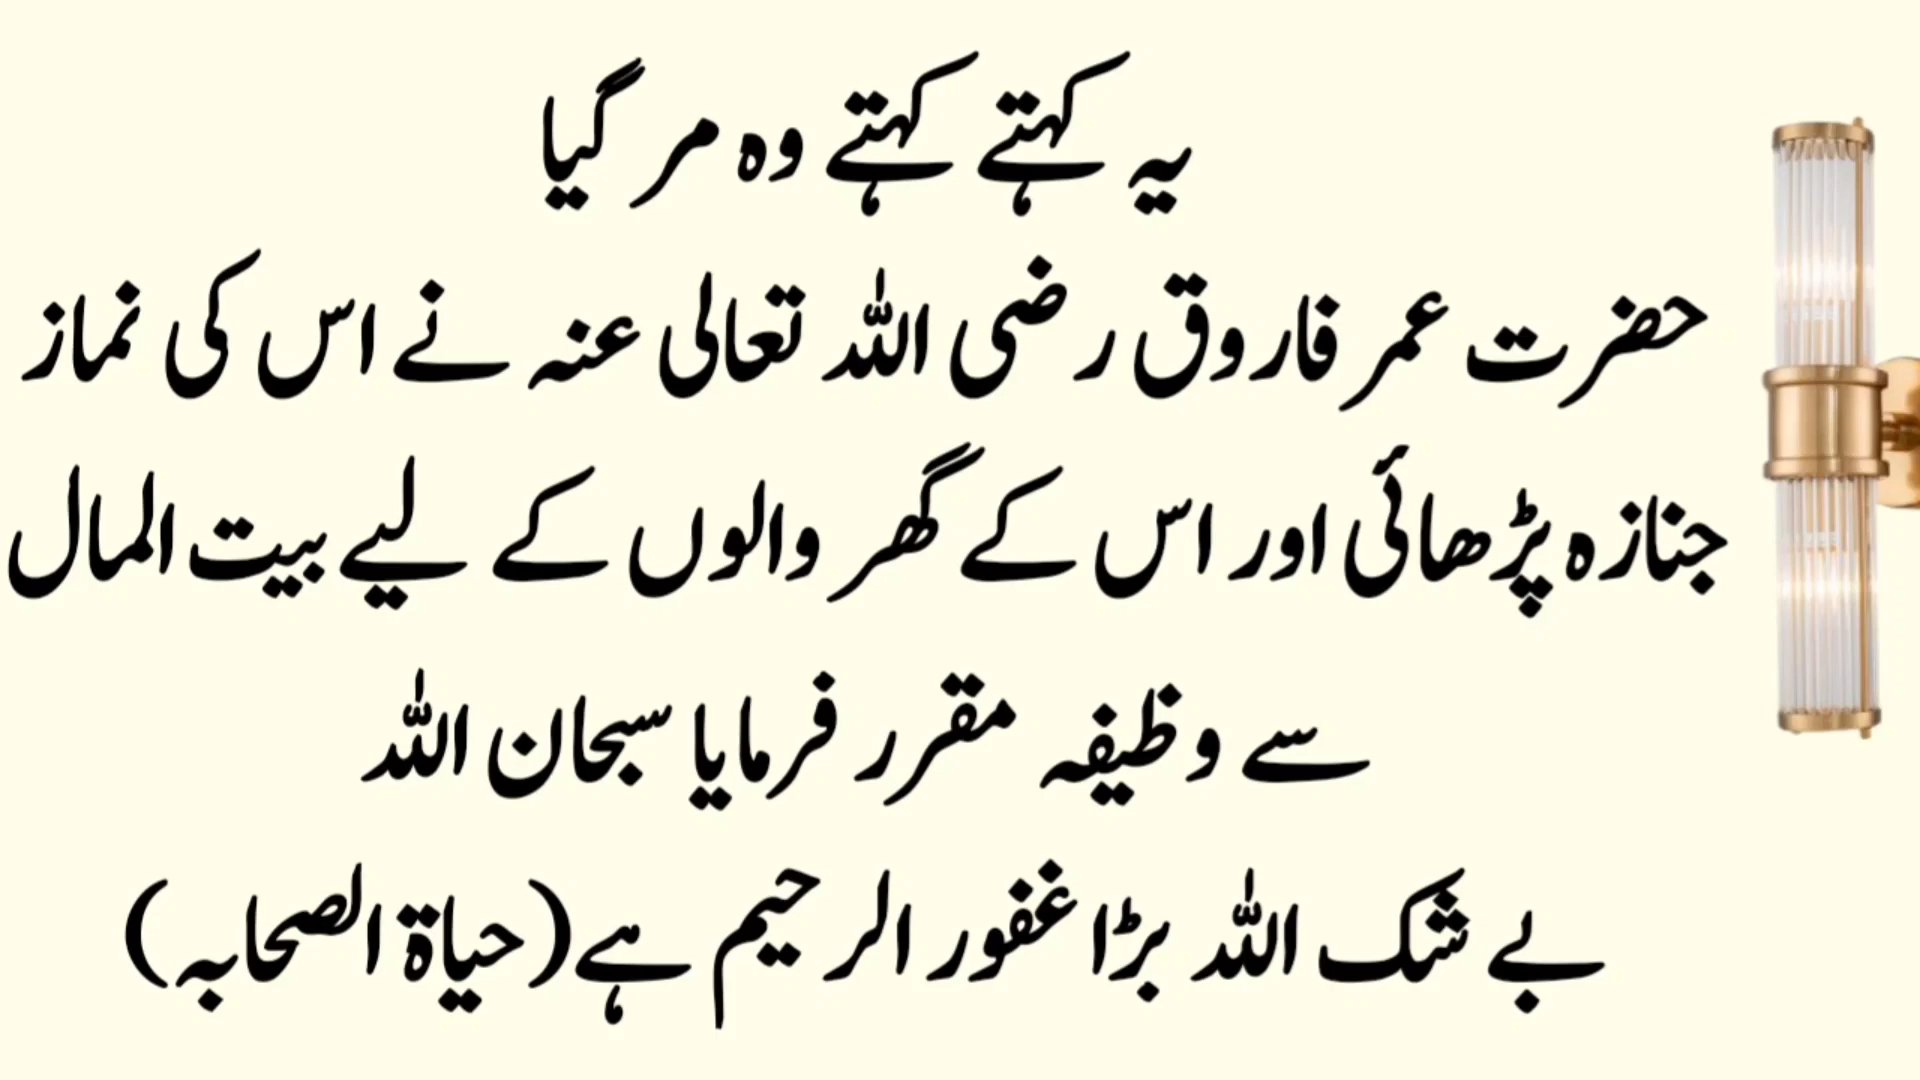 یہ کہتے کہتے وہ مر گیا
حضرت عمر فاروق رضی اللہ تعالی عنہ نے اس کی نماز
جنازہ پڑھائی اور اس کے گھر والوں کے لیے بیت المال
سے وظیفہ مقرر فرمایا سبحان اللہ
بے شک اللہ بڑا غفور الرحیم ہے (حیاۃ الصحابہ)